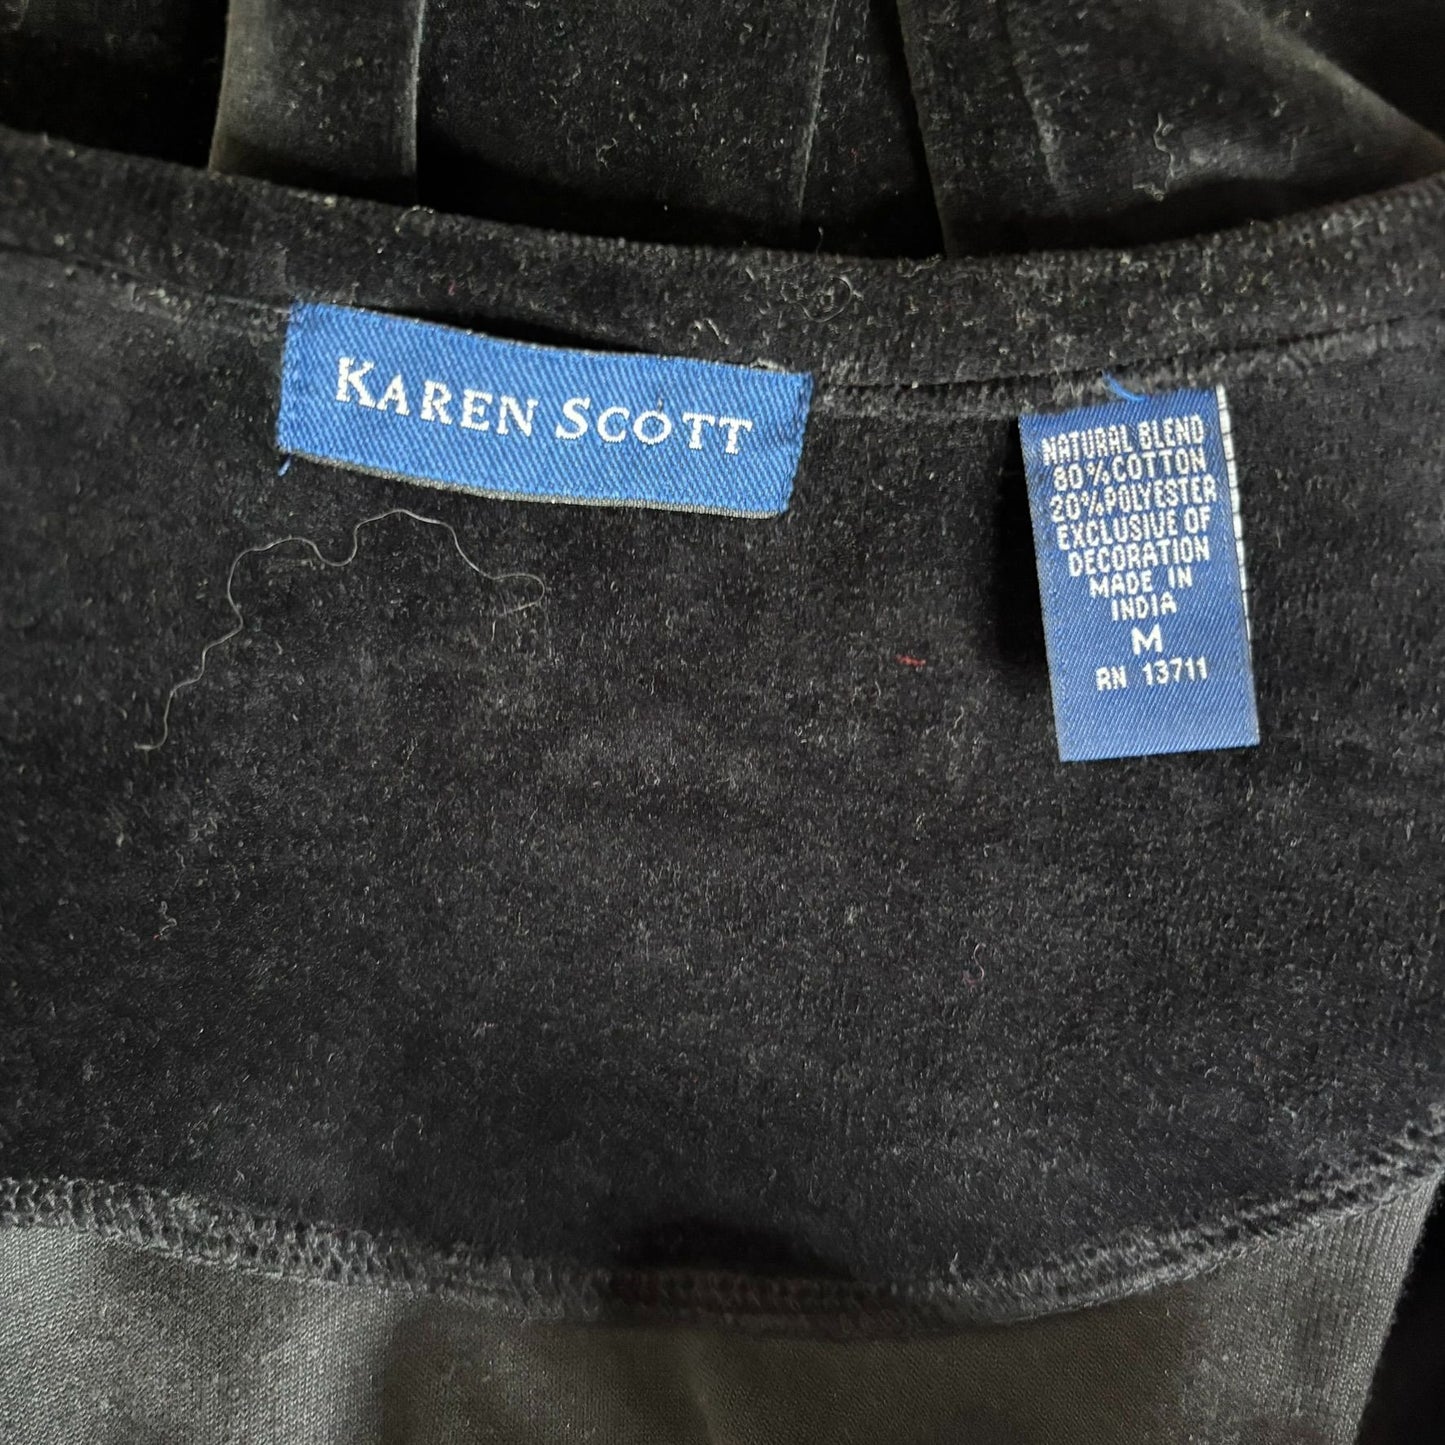 KAREN SCOTT
NATURAL BLEND
80%COTTON
20%POLYESTER
EXCLUSIVE OF
DECORATION
MADE IN
INDIA
M
RN 13711